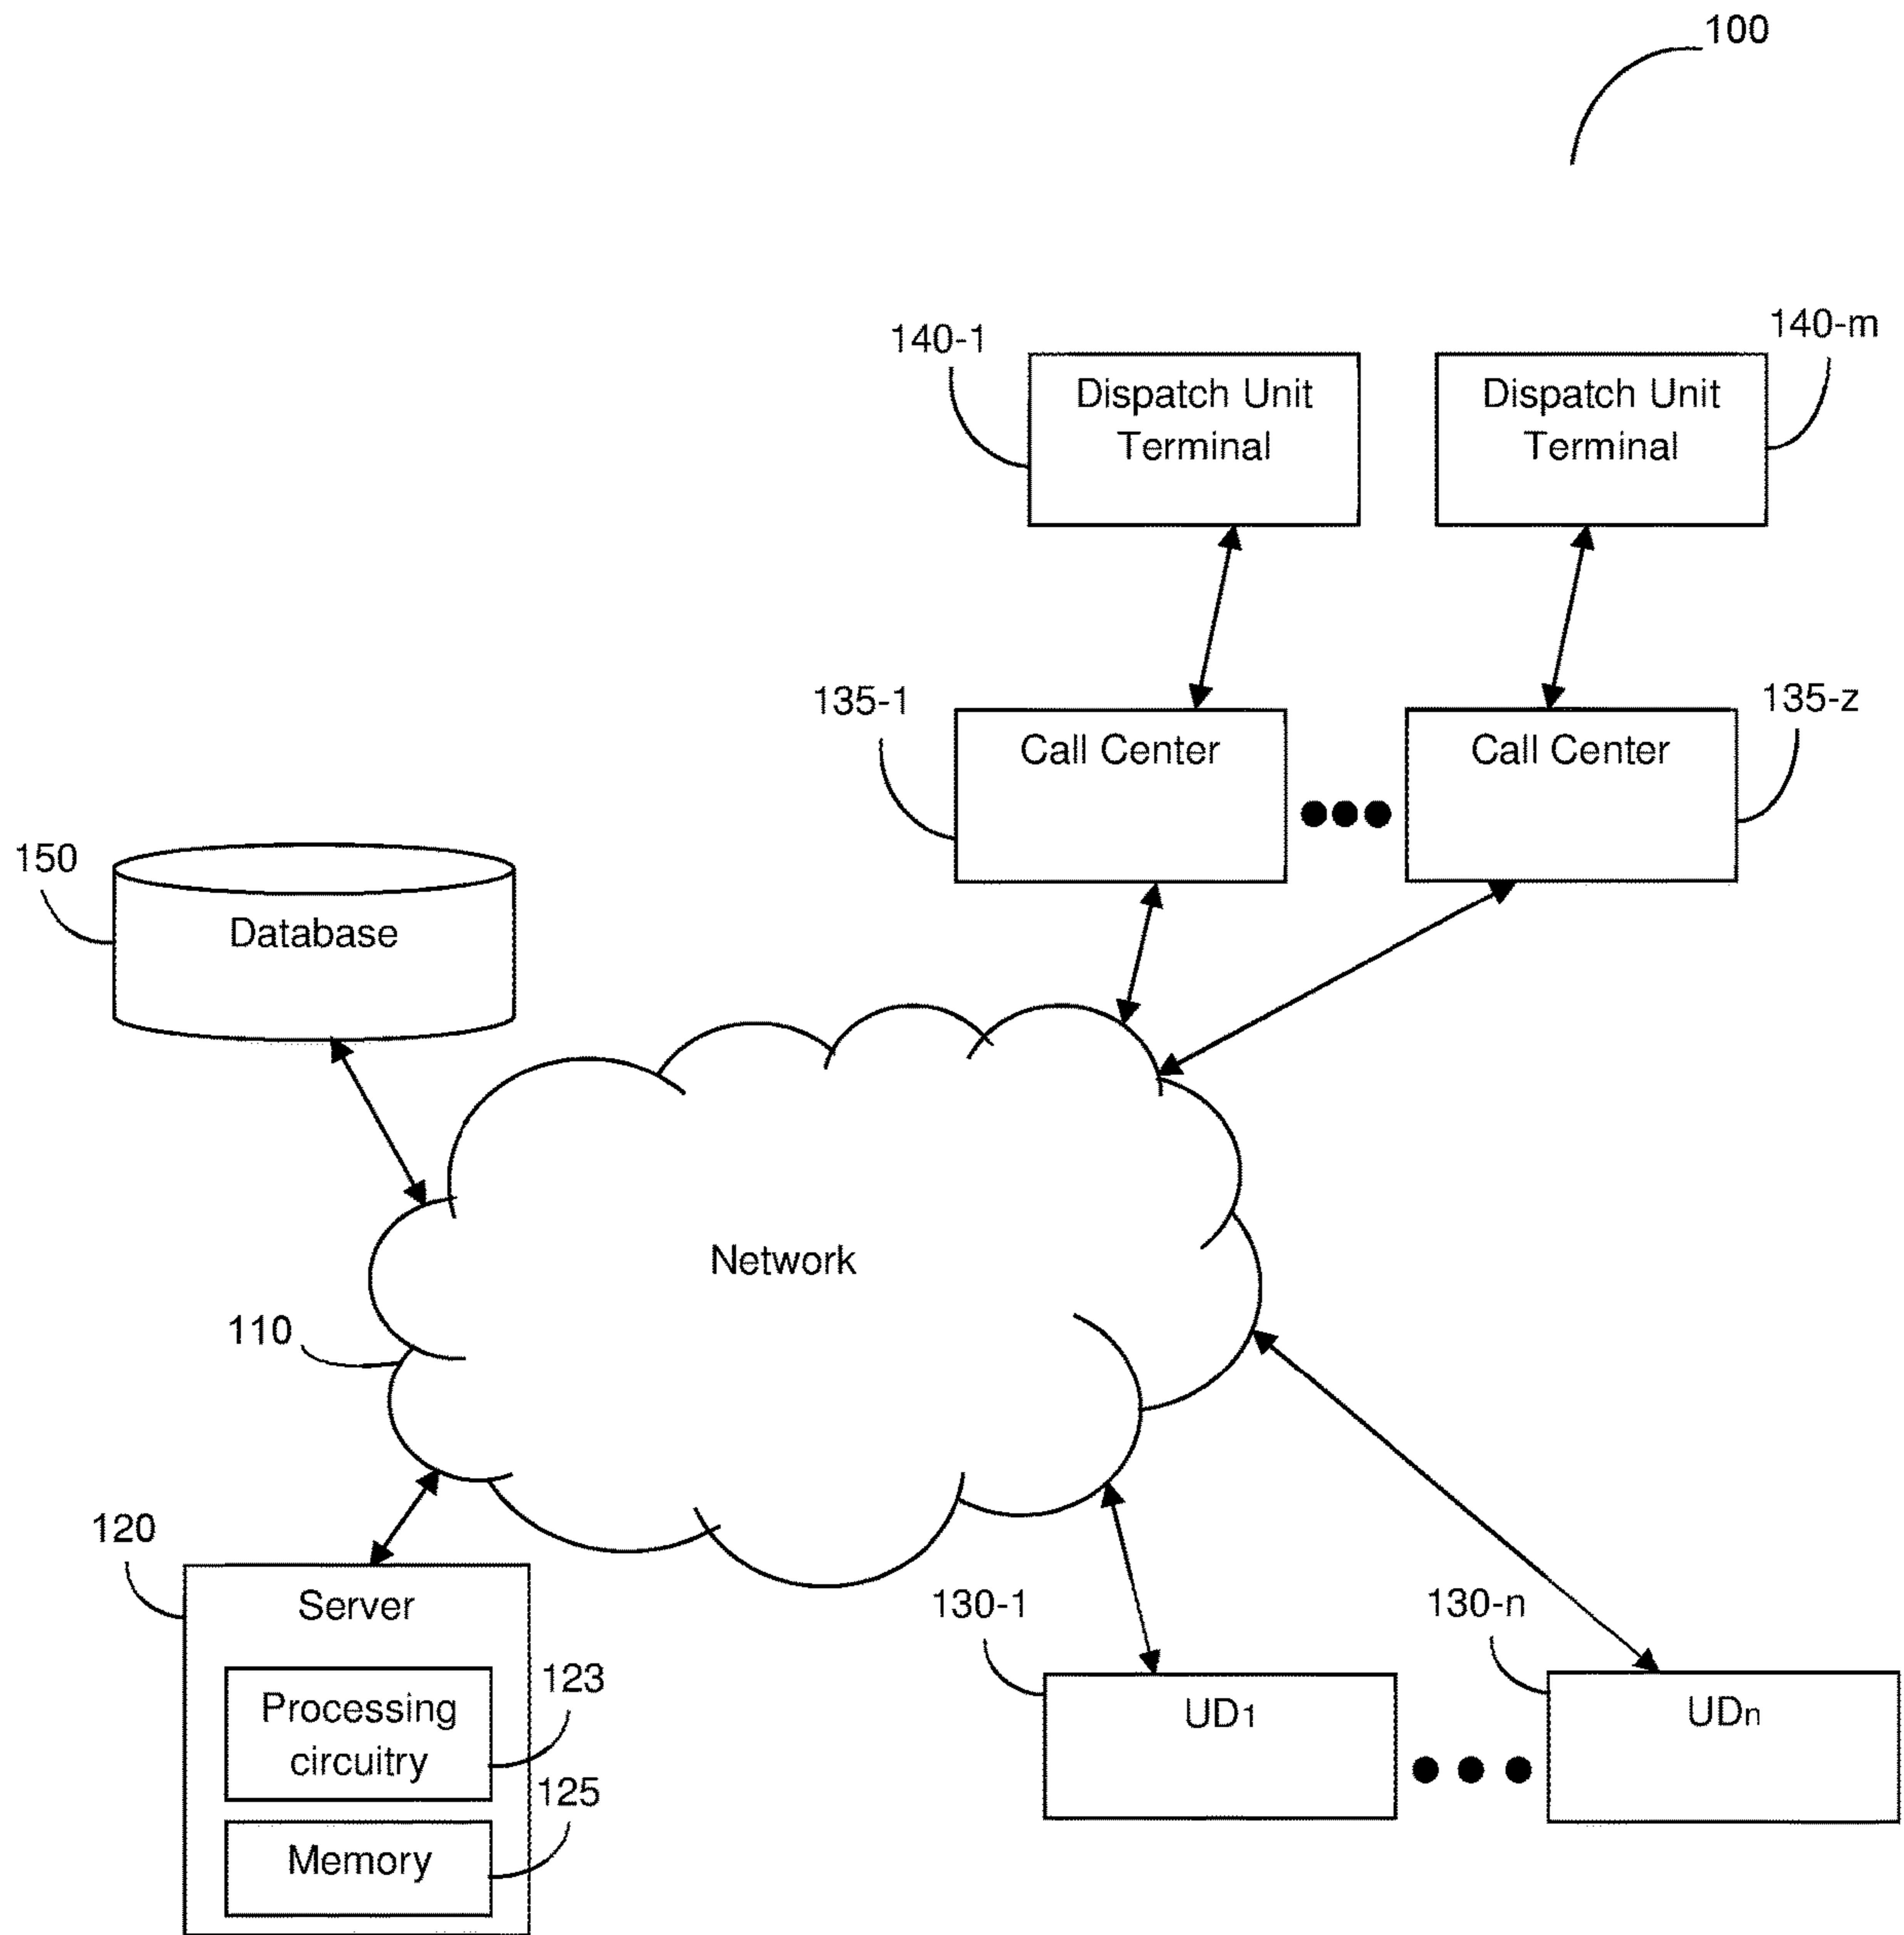 100
140-1
140-m
Dispatch Unit
Terminal
Dispatch Unit
Terminal
135-1
135-z
Call Center
Call Center
150
Database
Network
110
120
Server
130-1
130-n
123
Processing
circuitry
UD1
UDn
125
Memory